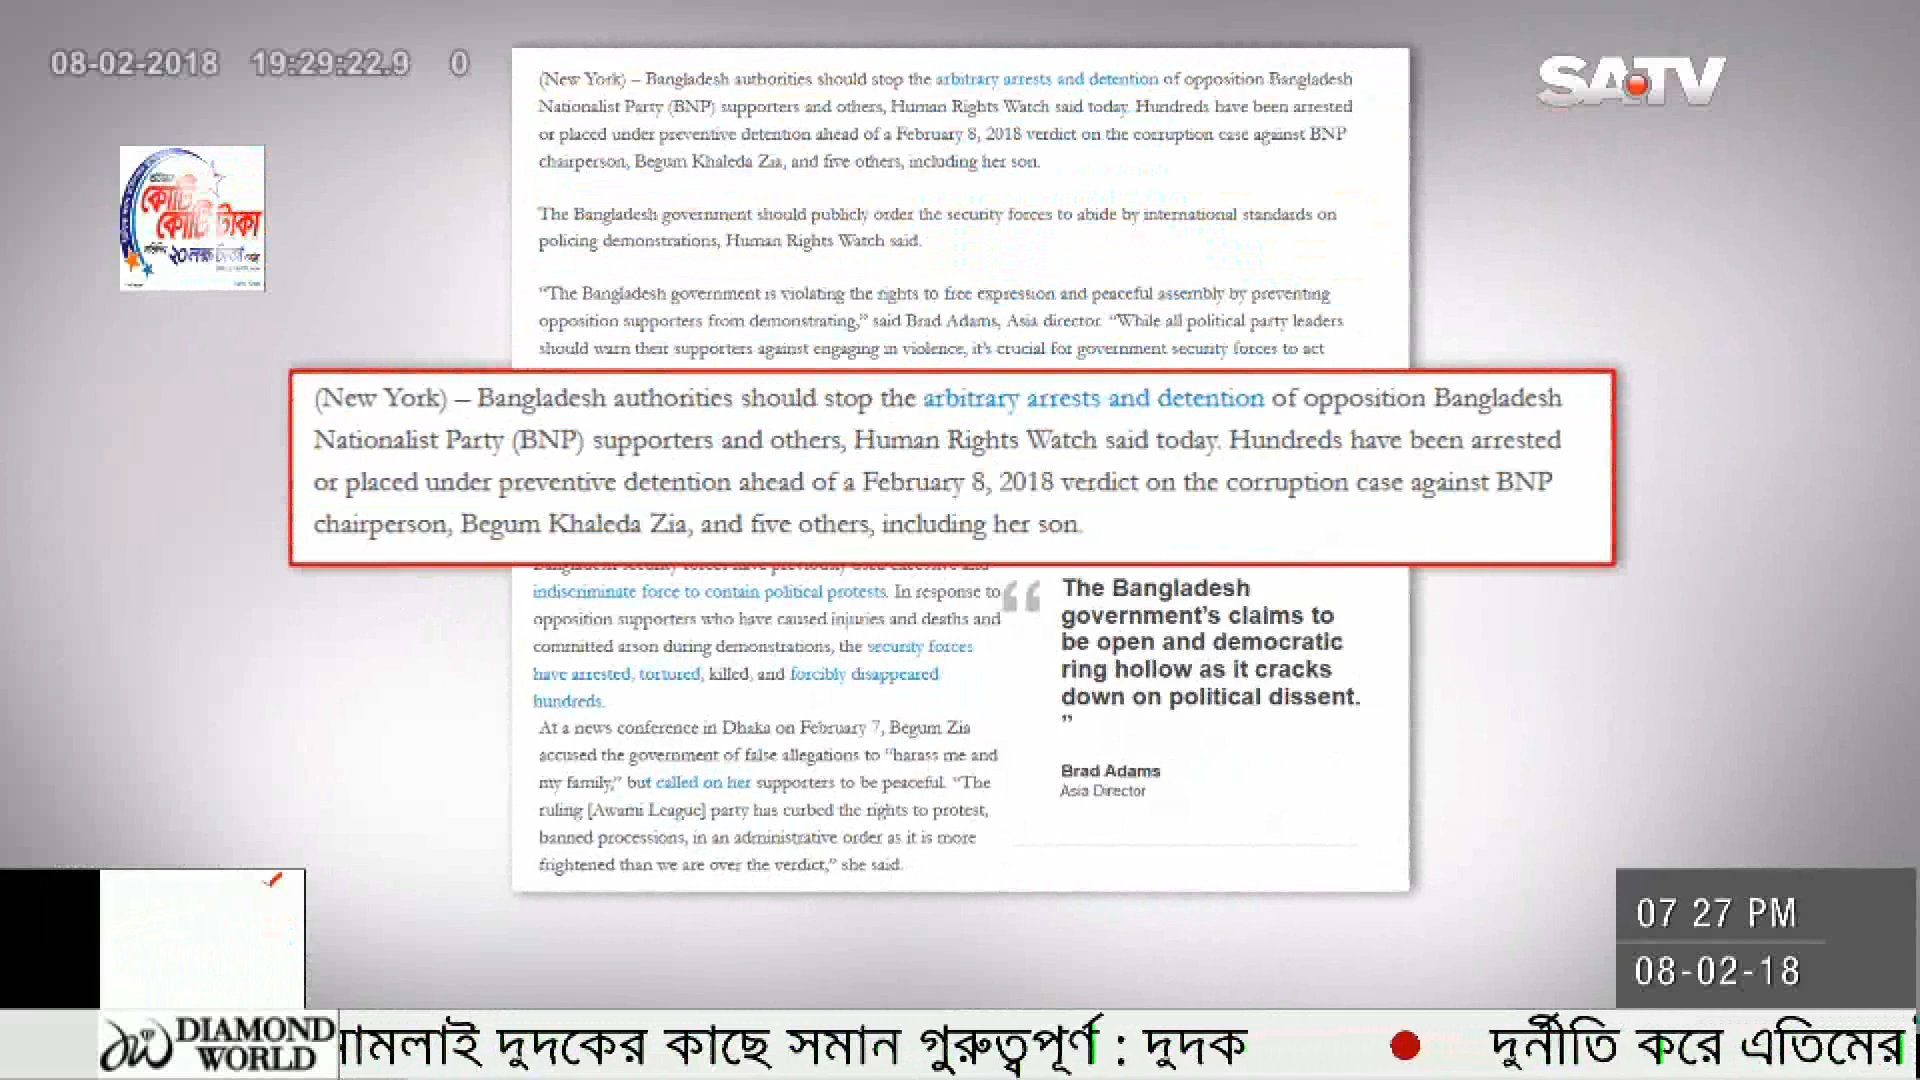 08-02-2018 19:29:22.9 0
SATV
(New York) – Bangladesh authorities should stop the arbitrary arrests and detention of opposition Bangladesh
Nationalist Party (BNP) supporters and others, Human Rights Watch said today. Hundreds have been arrested
or placed under preventive detention ahead of a February 8, 2018 verdict on the corruption case against BNP
chairperson, Begum Khaleda Zia, and five others, including her son.
The Bangladesh government should publicly order the security forces to abide by international standards on
policing demonstrations, Human Rights Watch said.
“The Bangladesh government is violating the rights to free expression and peaceful assembly by preventing
opposition supporters from demonstrating,” said Brad Adams, Asia director. “While all political party leaders
should warn their supporters against engaging in violence, it’s crucial for government security forces to act
কোটি
কোটি টাকা
২০ লক্ষ টাকা
(New York) – Bangladesh authorities should stop the arbitrary arrests and detention of opposition Bangladesh
Nationalist Party (BNP) supporters and others, Human Rights Watch said today. Hundreds have been arrested
or placed under preventive detention ahead of a February 8, 2018 verdict on the corruption case against BNP
chairperson, Begum Khaleda Zia, and five others, including her son.
indiscriminate force to contain political protests. In response to
opposition supporters who have caused injuries and deaths and
committed arson during demonstrations, the security forces
have arrested, tortured, killed, and forcibly disappeared
hundreds.
At a news conference in Dhaka on February 7, Begum Zia
accused the government of false allegations to “harass me and
my family,” but called on her supporters to be peaceful. “The
ruling [Awami League] party has curbed the rights to protest,
banned processions, in an administrative order as it is more
frightened than we are over the verdict,” she said.
“The Bangladesh
government’s claims to
be open and democratic
ring hollow as it cracks
down on political dissent.
”
Brad Adams
Asia Director
07 27 PM
08-02-18
DIAMOND
WORLD
মামলাই দুদকের কাছে সমান গুরুত্বপূর্ণ : দুদক ● দুর্নীতি করে এতিমের